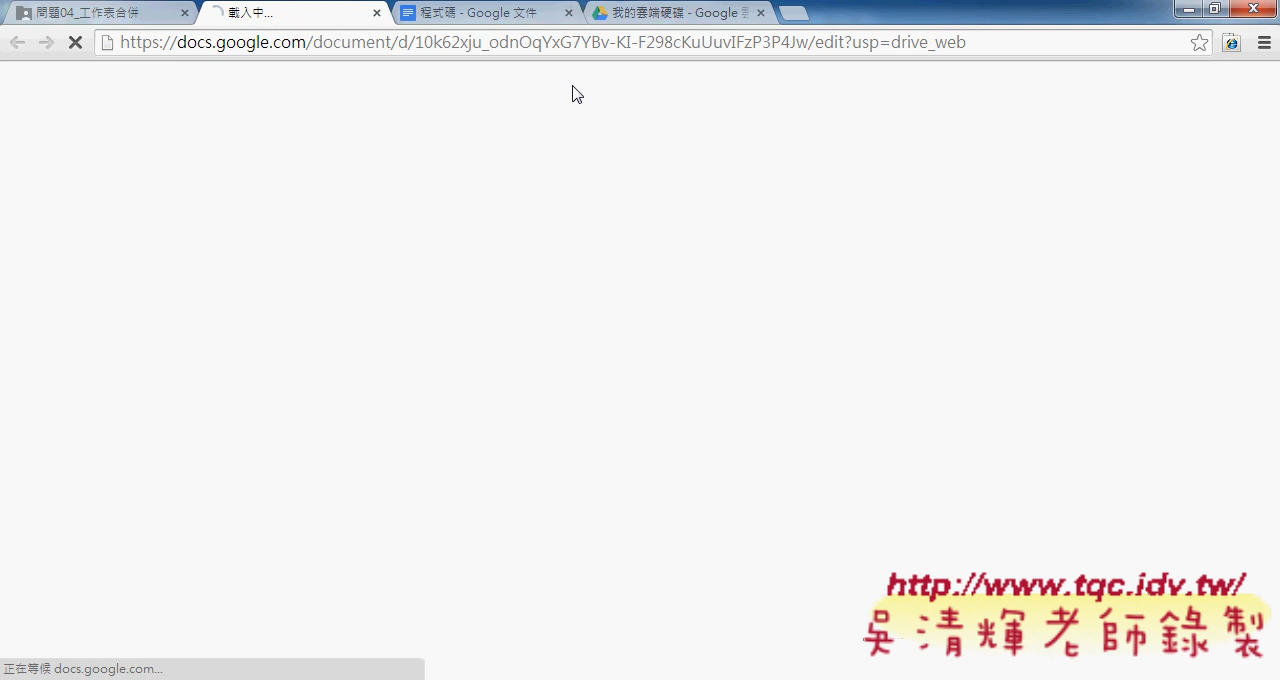 問題04_工作表合併
載入中...
程式碼 - Google 文件
我的雲端硬碟 - Google 雲
https://docs.google.com/document/d/10k62xju_odnOqYxG7YBv-KI-F298cKuUuvIFzP3P4Jw/edit?usp=drive_web
http://www.tqc.idv.tw/
吳清輝老師錄製
正在等候 docs.google.com...